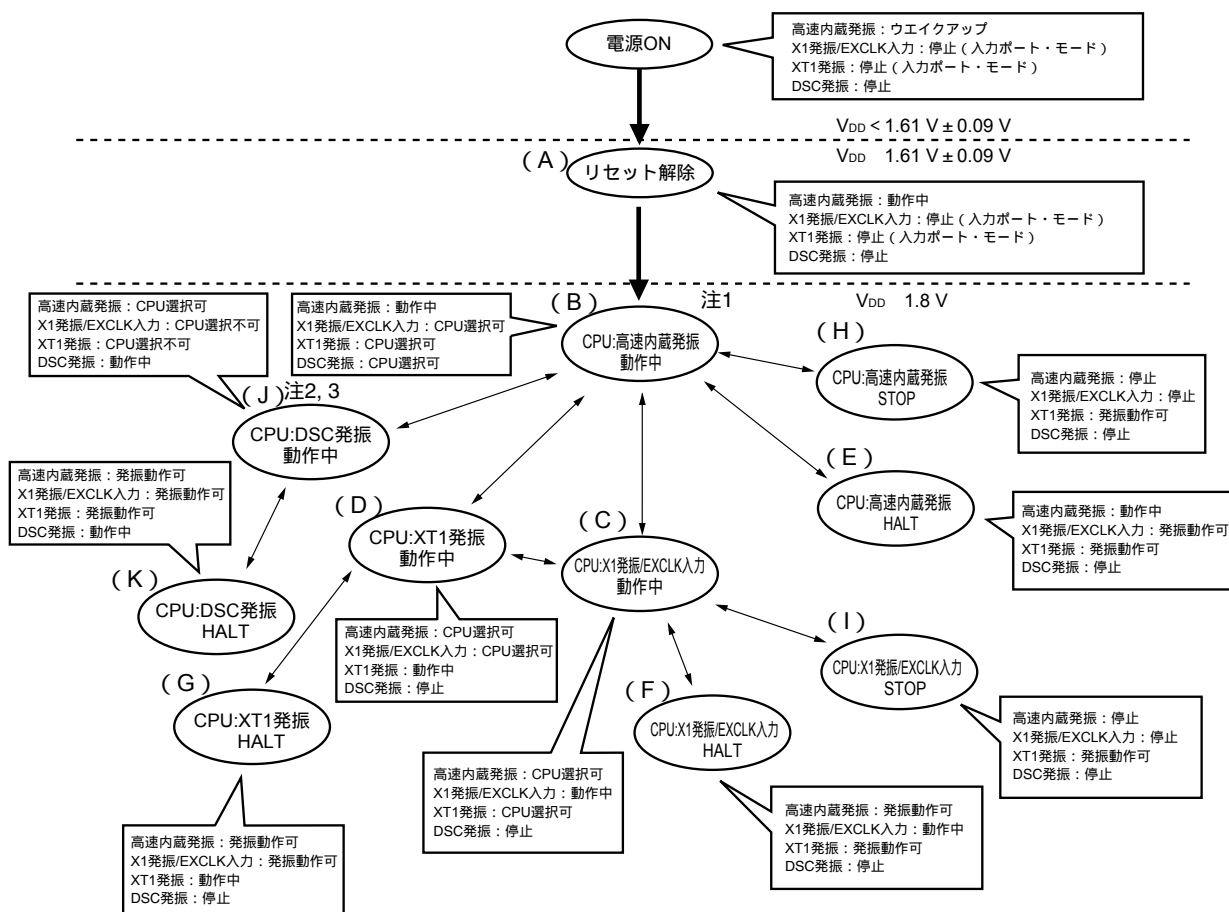 電源ON
高速内蔵発振：ウエイクアップ
X1発振/EXCLK入力：停止（入力ポート・モード）
XT1発振：停止（入力ポート・モード）
DSC発振：停止
VDD < 1.61 V ± 0.09 V
VDD 1.61 V ± 0.09 V
（A）
リセット解除
高速内蔵発振：動作中
X1発振/EXCLK入力：停止（入力ポート・モード）
XT1発振：停止（入力ポート・モード）
DSC発振：停止
VDD 1.8 V
注1
（B）
CPU:高速内蔵発振
動作中
高速内蔵発振：動作中
X1発振/EXCLK入力：CPU選択可
XT1発振：CPU選択可
DSC発振：CPU選択可
高速内蔵発振：CPU選択可
X1発振/EXCLK入力：CPU選択不可
XT1発振：CPU選択不可
DSC発振：動作中
（J）注2, 3
CPU:DSC発振
動作中
（H）
CPU:高速内蔵発振
STOP
高速内蔵発振：停止
X1発振/EXCLK入力：停止
XT1発振：発振動作可
DSC発振：停止
（E）
CPU:高速内蔵発振
HALT
高速内蔵発振：動作中
X1発振/EXCLK入力：発振動作可
XT1発振：発振動作可
DSC発振：停止
高速内蔵発振：発振動作可
X1発振/EXCLK入力：発振動作可
XT1発振：発振動作可
DSC発振：動作中
（K）
CPU:DSC発振
HALT
（D）
CPU:XT1発振
動作中
高速内蔵発振：CPU選択可
X1発振/EXCLK入力：CPU選択可
XT1発振：動作中
DSC発振：停止
（C）
CPU:X1発振/EXCLK入力
動作中
高速内蔵発振：CPU選択可
X1発振/EXCLK入力：動作中
XT1発振：CPU選択可
DSC発振：停止
（I）
CPU:X1発振/EXCLK入力
STOP
高速内蔵発振：停止
X1発振/EXCLK入力：停止
XT1発振：発振動作可
DSC発振：停止
（G）
CPU:XT1発振
HALT
高速内蔵発振：発振動作可
X1発振/EXCLK入力：発振動作可
XT1発振：動作中
DSC発振：停止
（F）
CPU:X1発振/EXCLK入力
HALT
高速内蔵発振：発振動作可
X1発振/EXCLK入力：動作中
XT1発振：発振動作可
DSC発振：停止